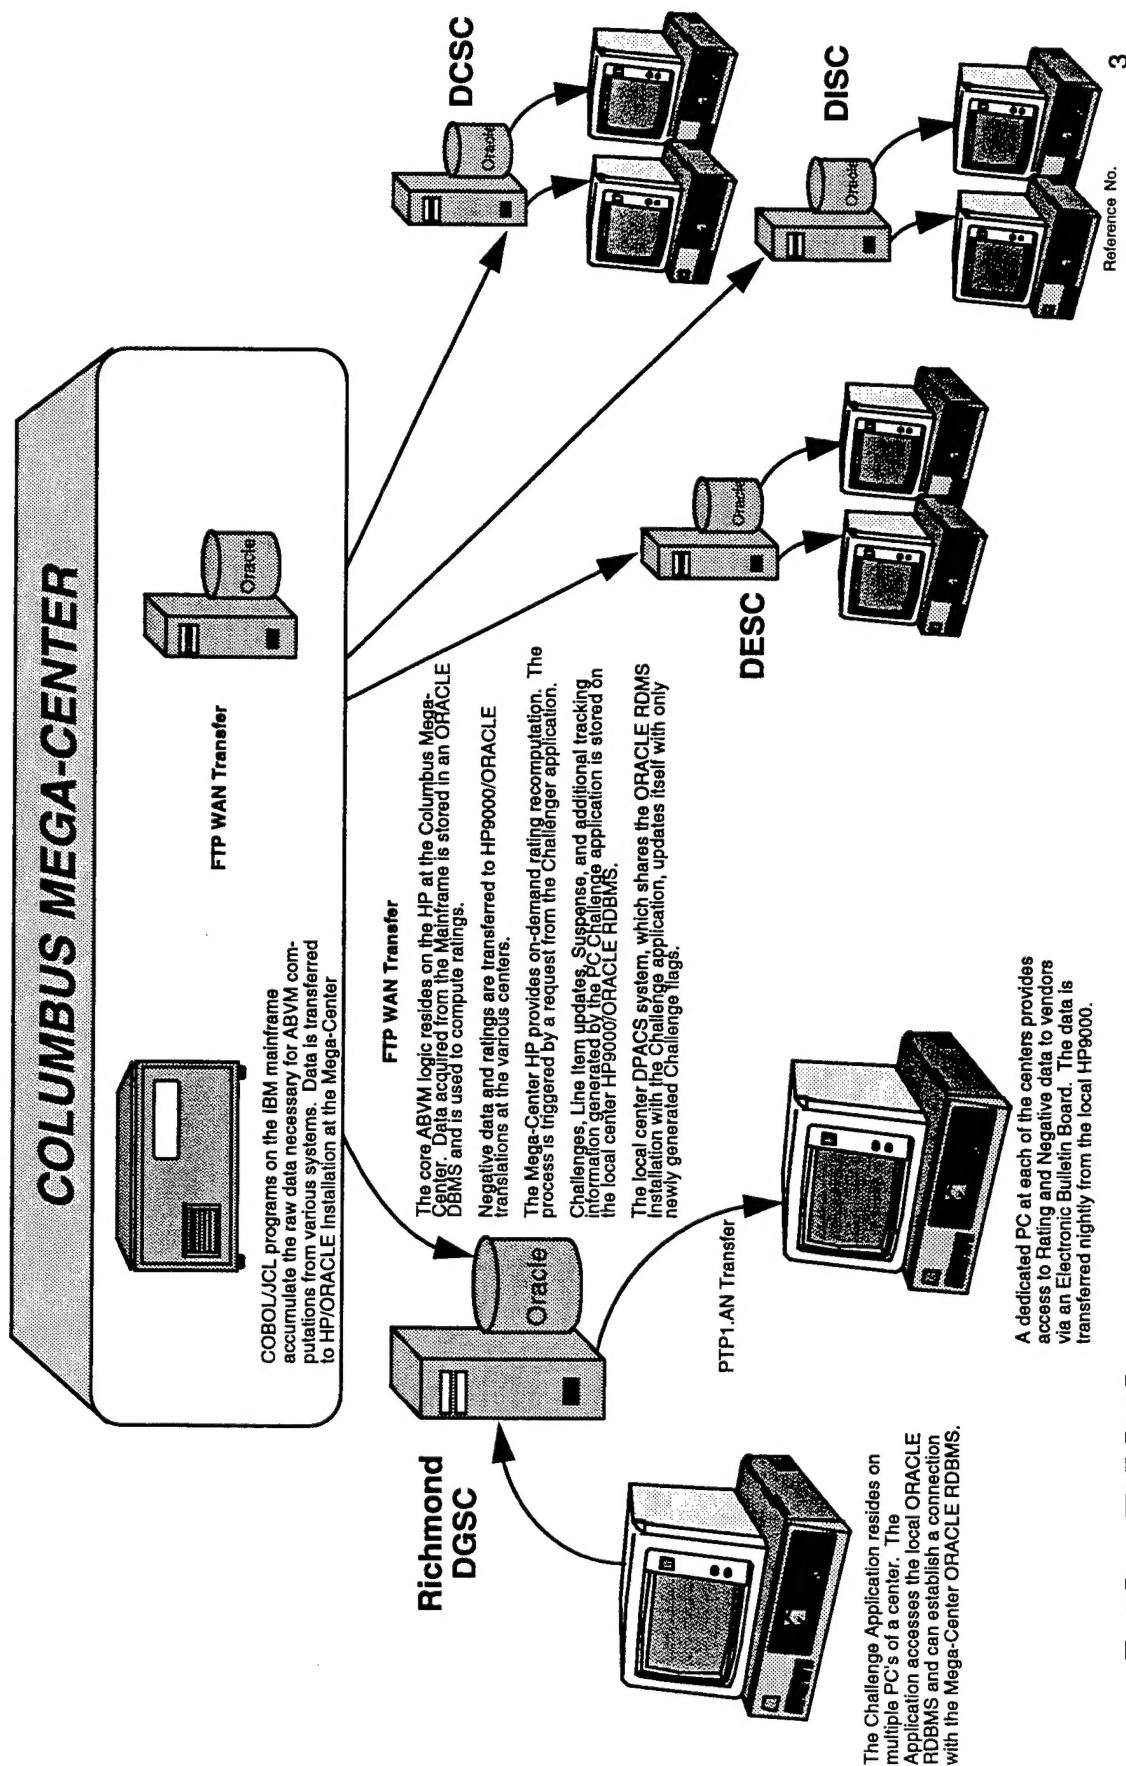 COLUMBUS MEGA-CENTER
COBOL/JCL programs on the IBM mainframe
accumulate the raw data necessary for ABVM com-
putations from various systems.  Data is transferred
to HP/ORACLE Installation at the Mega-Center
FTP WAN Transfer
Oracle
FTP WAN Transfer
The core ABVM logic resides on the HP at the Columbus Mega-
Center.  Data acquired from the Mainframe is stored in an ORACLE
DBMS and is used to compute ratings.
Negative data and ratings are transferred to HP9000/ORACLE
translations at the various centers.
The Mega-Center HP provides on-demand rating recomputation.  The
process is triggered by a request from the Challenger application.
Challenges, Line Item updates, Suspense, and additional tracking
information generated by the PC Challenge application is stored on
the local center HP9000/ORACLE RDBMS.
The local center DPACS system, which shares the ORACLE RDMS
Installation with the Challenge application, updates itself with only
newly generated Challenge flags.
Richmond
DGSC
Oracle
PTP1.AN Transfer
The Challenge Application resides on
multiple PC's of a center.  The
Application accesses the local ORACLE
RDBMS and can establish a connection
with the Mega-Center ORACLE RDBMS.
A dedicated PC at each of the centers provides
access to Rating and Negative data to vendors
via an Electronic Bulletin Board.  The data is
transferred nightly from the local HP9000.
DESC
Oracle
DCSC
Oracle
DISC
Oracle
Reference No.
3